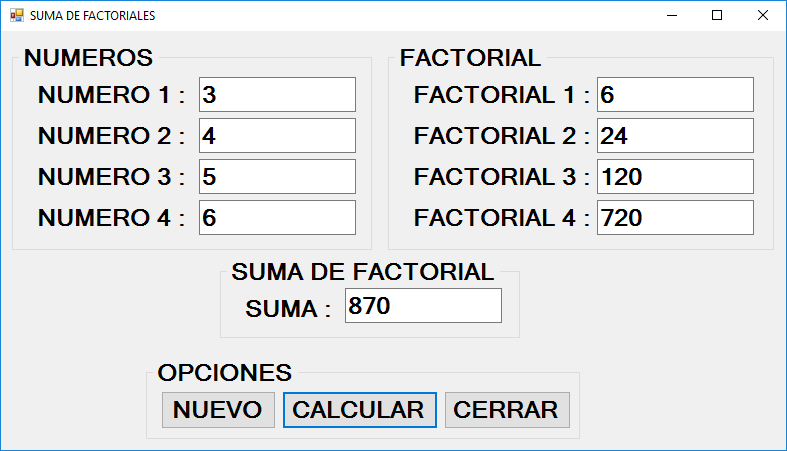 SUMA DE FACTORIALES
NUMEROS
NUMERO 1 : 3
NUMERO 2 : 4
NUMERO 3 : 5
NUMERO 4 : 6
FACTORIAL
FACTORIAL 1 : 6
FACTORIAL 2 : 24
FACTORIAL 3 : 120
FACTORIAL 4 : 720
SUMA DE FACTORIAL
SUMA : 870
OPCIONES
NUEVO CALCULAR CERRAR